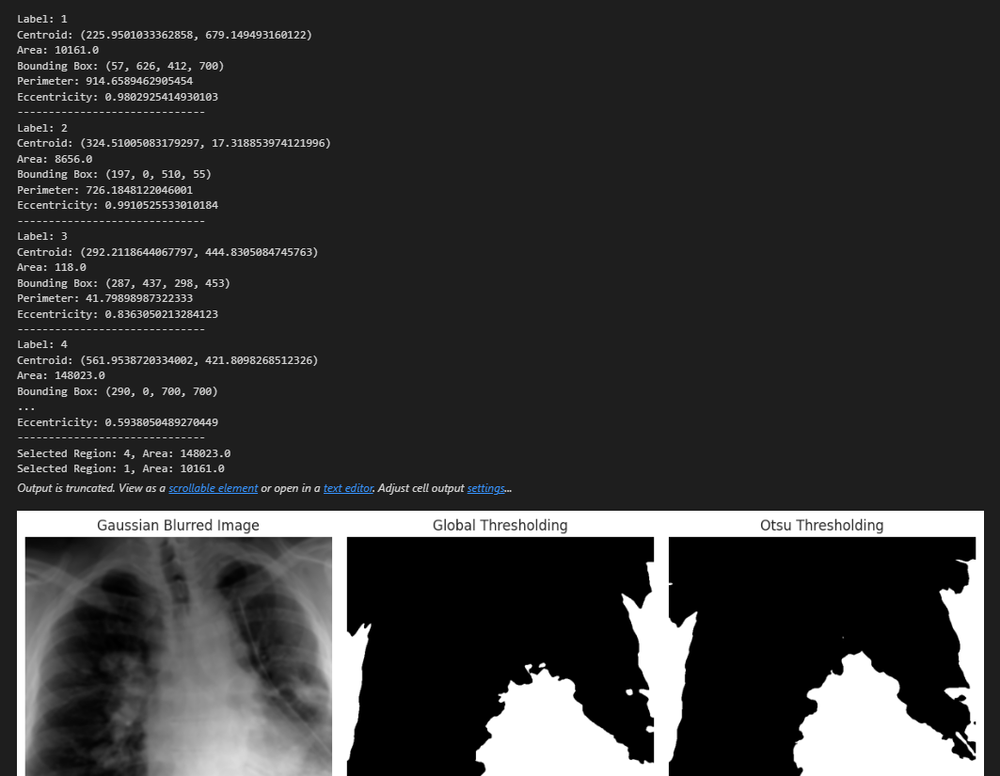 Label: 1
Centroid: (225.9501033362858, 679.149493160122)
Area: 10161.0
Bounding Box: (57, 626, 412, 700)
Perimeter: 914.6589462905454
Eccentricity: 0.9802925414930103
------------------------------
Label: 2
Centroid: (324.51005083179297, 17.318853974121996)
Area: 8656.0
Bounding Box: (197, 0, 510, 55)
Perimeter: 726.1848122046001
Eccentricity: 0.9910525533010184
------------------------------
Label: 3
Centroid: (292.2118644067797, 444.8305084745763)
Area: 118.0
Bounding Box: (287, 437, 298, 453)
Perimeter: 41.79898987322333
Eccentricity: 0.8363050213284123
------------------------------
Label: 4
Centroid: (561.9538720334002, 421.8098268512326)
Area: 148023.0
Bounding Box: (290, 0, 700, 700)
...
Eccentricity: 0.5938050489270449
------------------------------
Selected Region: 4, Area: 148023.0
Selected Region: 1, Area: 10161.0
Output is truncated. View as a scrollable element or open in a text editor. Adjust cell output settings...
Gaussian Blurred Image
Global Thresholding
Otsu Thresholding